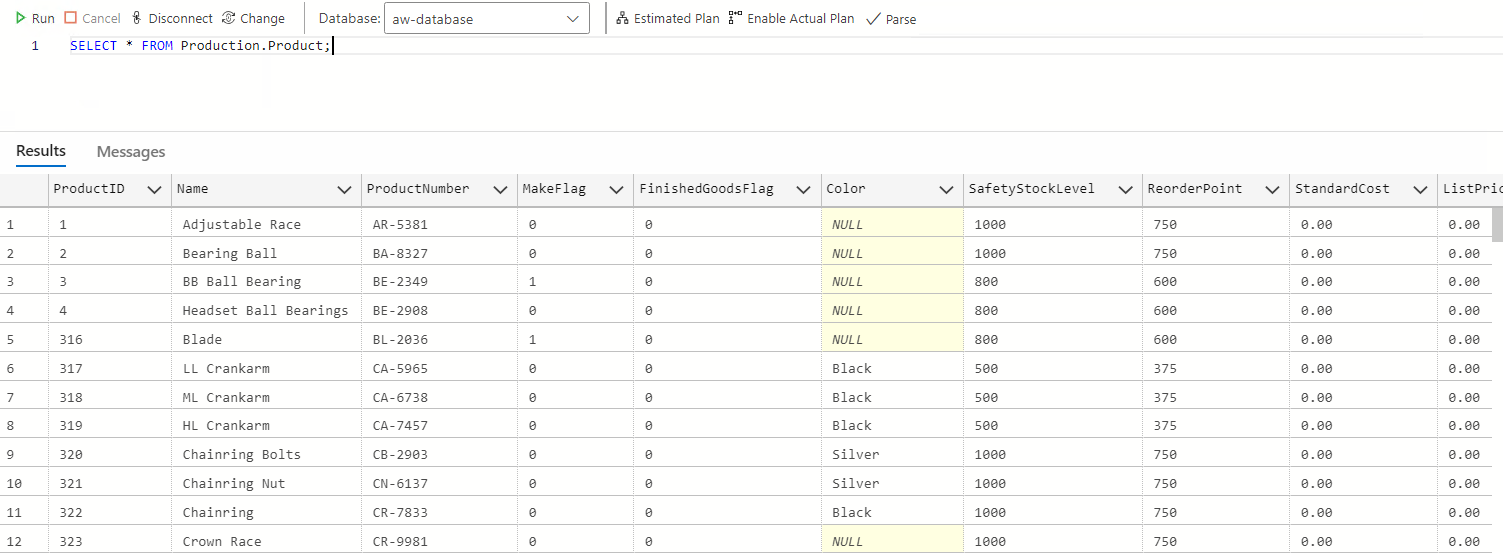 Run Cancel Disconnect Change Database: aw-database Estimated Plan Enable Actual Plan Parse
1 SELECT * FROM Production.Product;
Results Messages
ProductID Name ProductNumber MakeFlag FinishedGoodsFlag Color SafetyStockLevel ReorderPoint StandardCost ListPric
1 1 Adjustable Race AR-5381 0 0 NULL 1000 750 0.00 0.00
2 2 Bearing Ball BA-8327 0 0 NULL 1000 750 0.00 0.00
3 3 BB Ball Bearing BE-2349 1 0 NULL 800 600 0.00 0.00
4 4 Headset Ball Bearings BE-2908 0 0 NULL 800 600 0.00 0.00
5 316 Blade BL-2036 1 0 NULL 800 600 0.00 0.00
6 317 LL Crankarm CA-5965 0 0 Black 500 375 0.00 0.00
7 318 ML Crankarm CA-6738 0 0 Black 500 375 0.00 0.00
8 319 HL Crankarm CA-7457 0 0 Black 500 375 0.00 0.00
9 320 Chainring Bolts CB-2903 0 0 Silver 1000 750 0.00 0.00
10 321 Chainring Nut CN-6137 0 0 Silver 1000 750 0.00 0.00
11 322 Chainring CR-7833 0 0 Black 1000 750 0.00 0.00
12 323 Crown Race CR-9981 0 0 NULL 1000 750 0.00 0.00